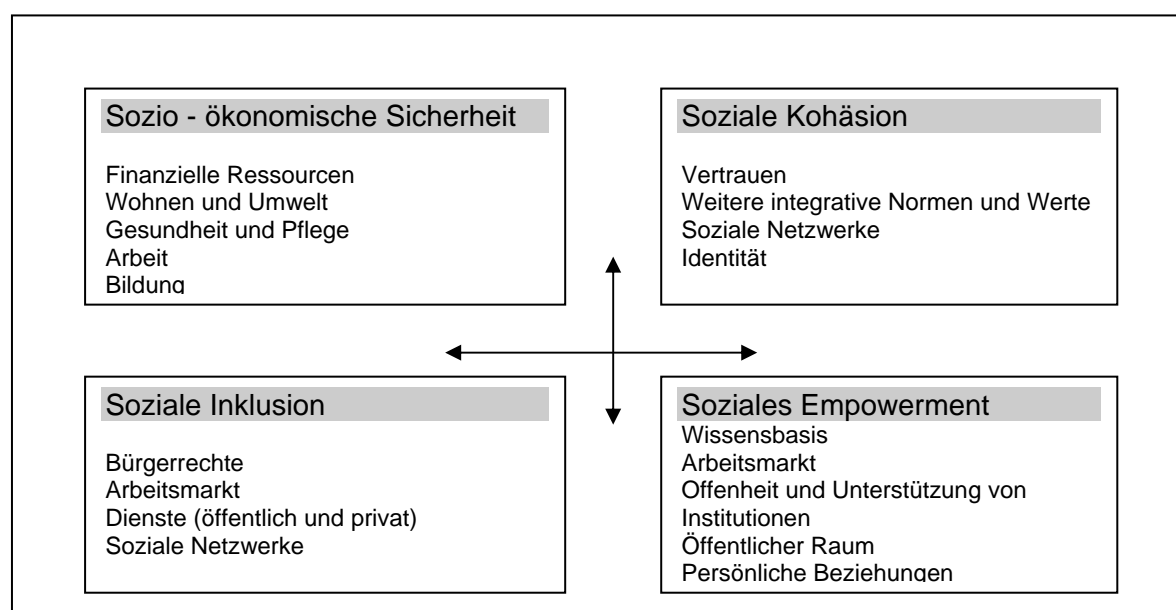 Sozio - ökonomische Sicherheit
Finanzielle Ressourcen
Wohnen und Umwelt
Gesundheit und Pflege
Arbeit
Bildung
Soziale Kohäsion
Vertrauen
Weitere integrative Normen und Werte
Soziale Netzwerke
Identität
Soziale Inklusion
Bürgerrechte
Arbeitsmarkt
Dienste (öffentlich und privat)
Soziale Netzwerke
Soziales Empowerment
Wissensbasis
Arbeitsmarkt
Offenheit und Unterstützung von
Institutionen
Öffentlicher Raum
Persönliche Beziehungen